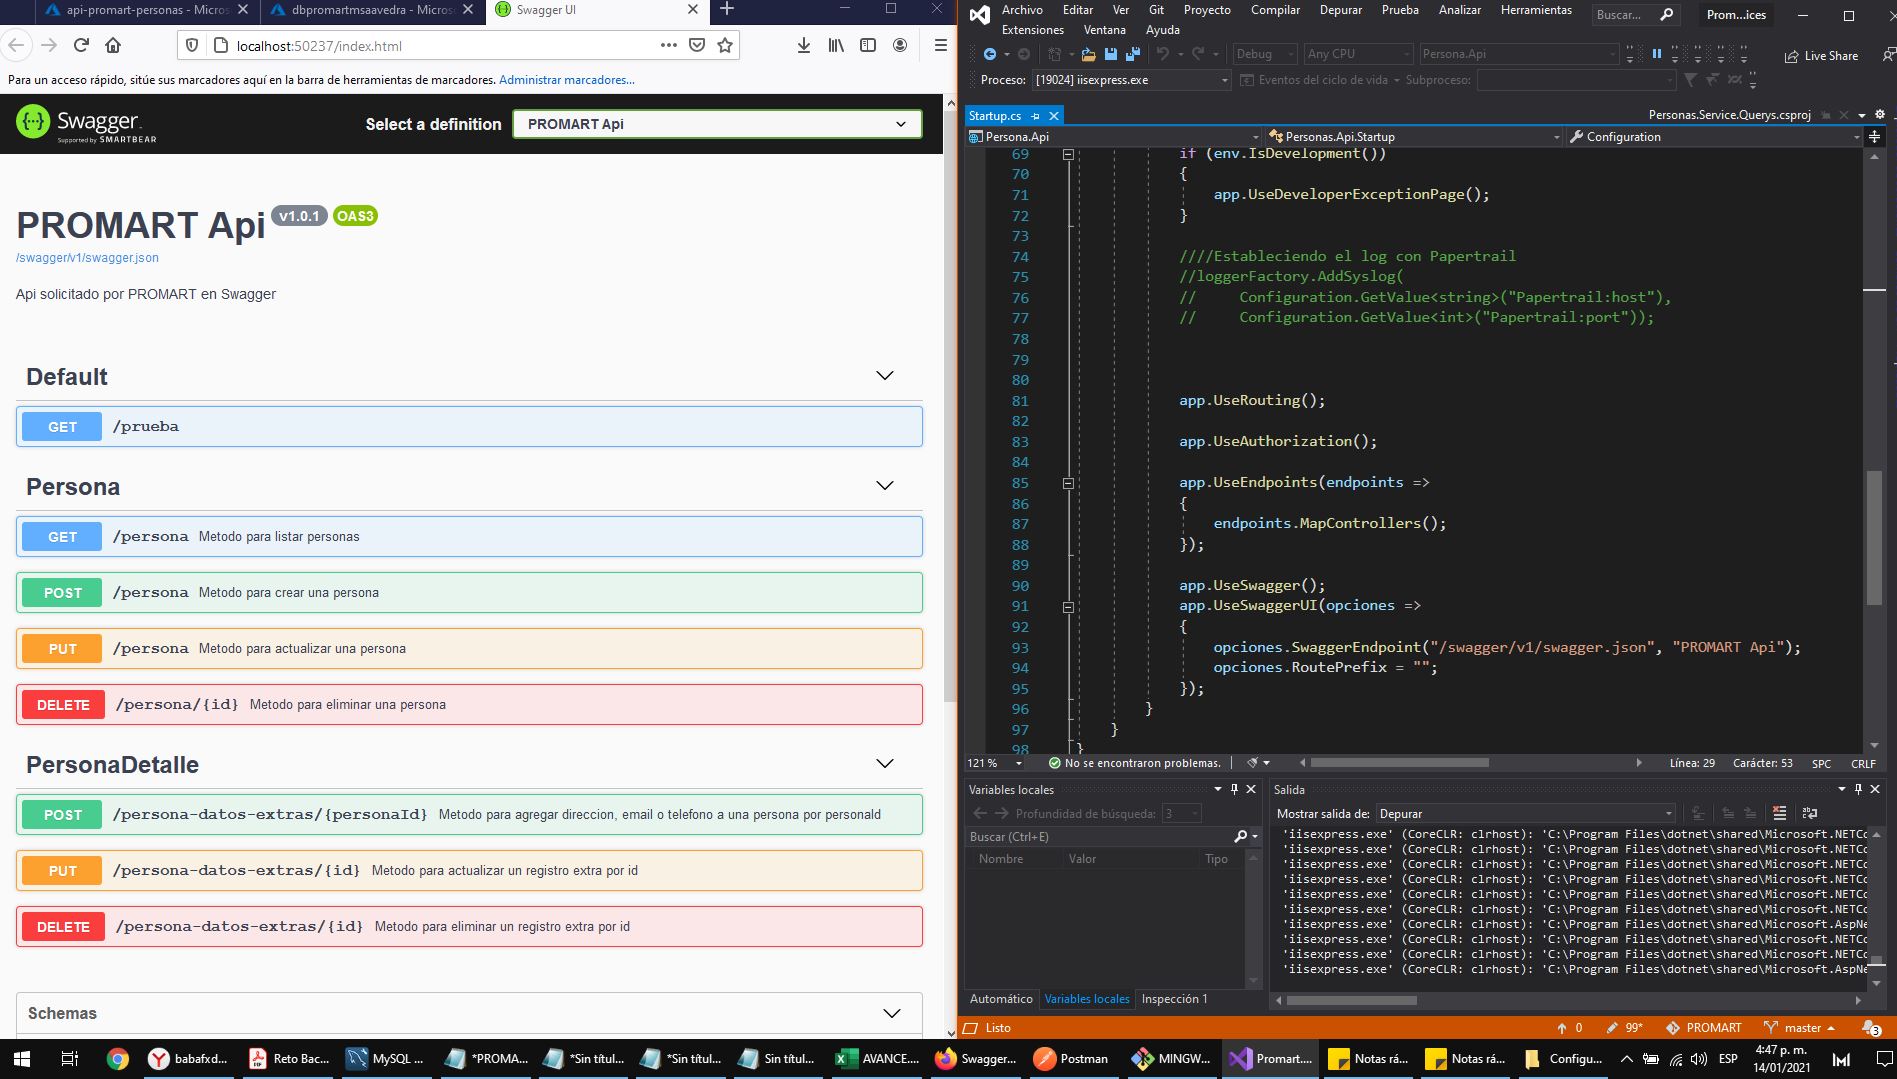 api-promart-personas - Micros
dbpromartmsaavedra - Micros
Swagger UI
localhost:50237/index.html
Para un acceso rápido, sitúe sus marcadores aquí en la barra de herramientas de marcadores. Administrar marcadores...
Swagger.
Supported by SMARTBEAR
Select a definition
PROMART Api
PROMART Api v1.0.1 OAS3
/swagger/v1/swagger.json
Api solicitado por PROMART en Swagger
Default
GET /prueba
Persona
GET /persona Metodo para listar personas
POST /persona Metodo para crear una persona
PUT /persona Metodo para actualizar una persona
DELETE /persona/{id} Metodo para eliminar una persona
PersonaDetalle
POST /persona-datos-extras/{personaId} Metodo para agregar direccion, email o telefono a una persona por personaId
PUT /persona-datos-extras/{id} Metodo para actualizar un registro extra por id
DELETE /persona-datos-extras/{id} Metodo para eliminar un registro extra por id
Schemas
Archivo Editar Ver Git Proyecto Compilar Depurar Prueba Analizar Herramientas
Extensiones Ventana Ayuda
Buscar...
Prom...ices
Debug Any CPU Persona.Api
Live Share
Proceso: [19024] iisexpress.exe Eventos del ciclo de vida Subproceso:
Startup.cs
Personas.Service.Querys.csproj
Persona.Api Personas.Api.Startup Configuration
69 if (env.IsDevelopment())
70 {
71 app.UseDeveloperExceptionPage();
72 }
73
74 ////Estableciendo el log con Papertrail
75 //loggerFactory.AddSyslog(
76 // Configuration.GetValue<string>("Papertrail:host"),
77 // Configuration.GetValue<int>("Papertrail:port"));
78
79
80
81 app.UseRouting();
82
83 app.UseAuthorization();
84
85 app.UseEndpoints(endpoints =>
86 {
87 endpoints.MapControllers();
88 });
89
90 app.UseSwagger();
91 app.UseSwaggerUI(opciones =>
92 {
93 opciones.SwaggerEndpoint("/swagger/v1/swagger.json", "PROMART Api");
94 opciones.RoutePrefix = "";
95 });
96 }
97 }
98 }
121 % No se encontraron problemas. Línea: 29 Carácter: 53 SPC CRLF
Variables locales
Profundidad de búsqueda: 3
Buscar (Ctrl+E)
Nombre Valor Tipo
Automático Variables locales Inspección 1
Salida
Mostrar salida de: Depurar
'iisexpress.exe' (CoreCLR: clrhost): 'C:\Program Files\dotnet\shared\Microsoft.NETCo
'iisexpress.exe' (CoreCLR: clrhost): 'C:\Program Files\dotnet\shared\Microsoft.NETCo
'iisexpress.exe' (CoreCLR: clrhost): 'C:\Program Files\dotnet\shared\Microsoft.NETCo
'iisexpress.exe' (CoreCLR: clrhost): 'C:\Program Files\dotnet\shared\Microsoft.NETCo
'iisexpress.exe' (CoreCLR: clrhost): 'C:\Program Files\dotnet\shared\Microsoft.NETCo
'iisexpress.exe' (CoreCLR: clrhost): 'C:\Program Files\dotnet\shared\Microsoft.NETCo
'iisexpress.exe' (CoreCLR: clrhost): 'C:\Program Files\dotnet\shared\Microsoft.AspNe
'iisexpress.exe' (CoreCLR: clrhost): 'C:\Program Files\dotnet\shared\Microsoft.NETCo
'iisexpress.exe' (CoreCLR: clrhost): 'C:\Program Files\dotnet\shared\Microsoft.NETCo
'iisexpress.exe' (CoreCLR: clrhost): 'C:\Program Files\dotnet\shared\Microsoft.AspNe
Listo 0 99* PROMART master 3
babafxd... Reto Bac... MySQL ... *PROMA... *Sin títul... *Sin títul... Sin títul... AVANCE.... Swagger... Postman MINGW... Promart.... Notas rá... Notas rá... Configu... ESP
4:47 p. m.
14/01/2021